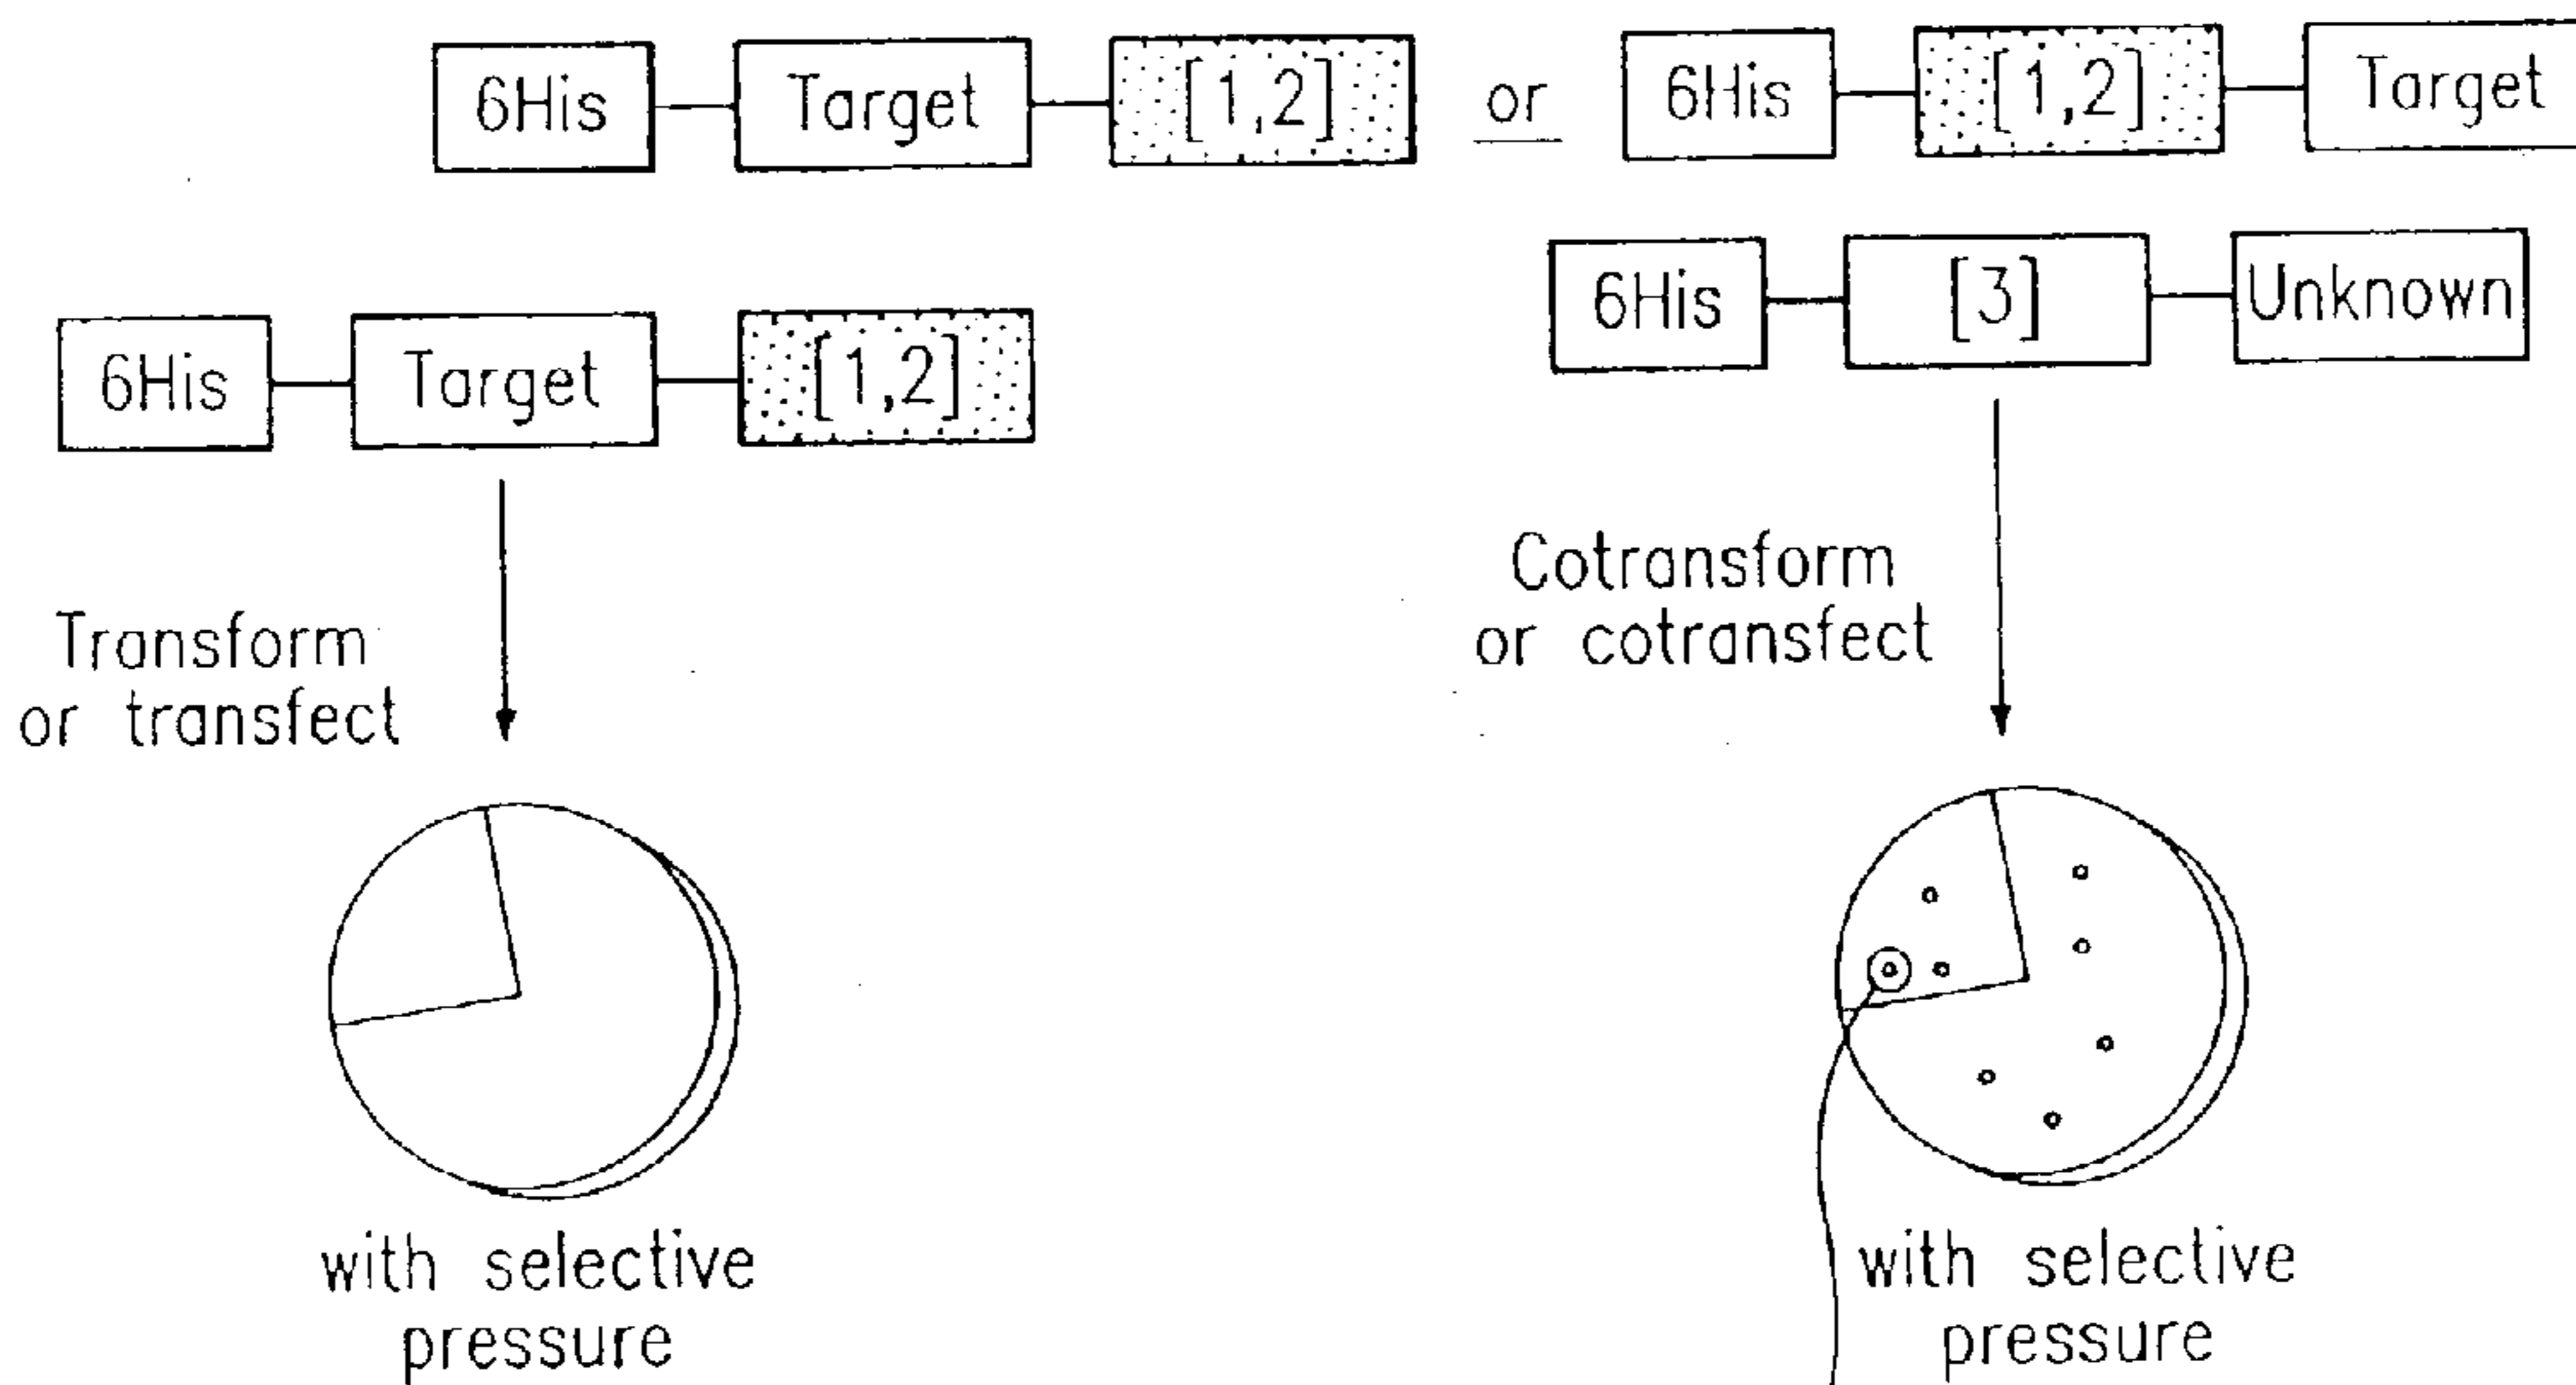 6His Target [1,2] or 6His [1,2] Target
6His [3] Unknown
6His Target [1,2]
Transform
or transfect
Cotransform
or cotransfect
with selective
pressure
with selective
pressure